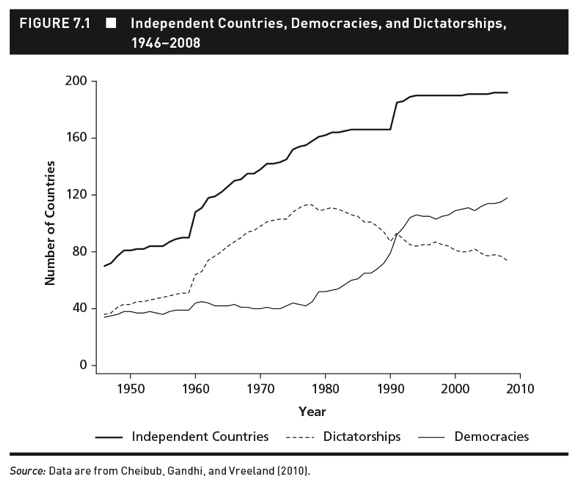 FIGURE 7.1 ■ Independent Countries, Democracies, and Dictatorships,
1946–2008
200
160
120
80
40
0
Number of Countries
1950 1960 1970 1980 1990 2000 2010
Year
Independent Countries Dictatorships Democracies
Source: Data are from Cheibub, Gandhi, and Vreeland (2010).